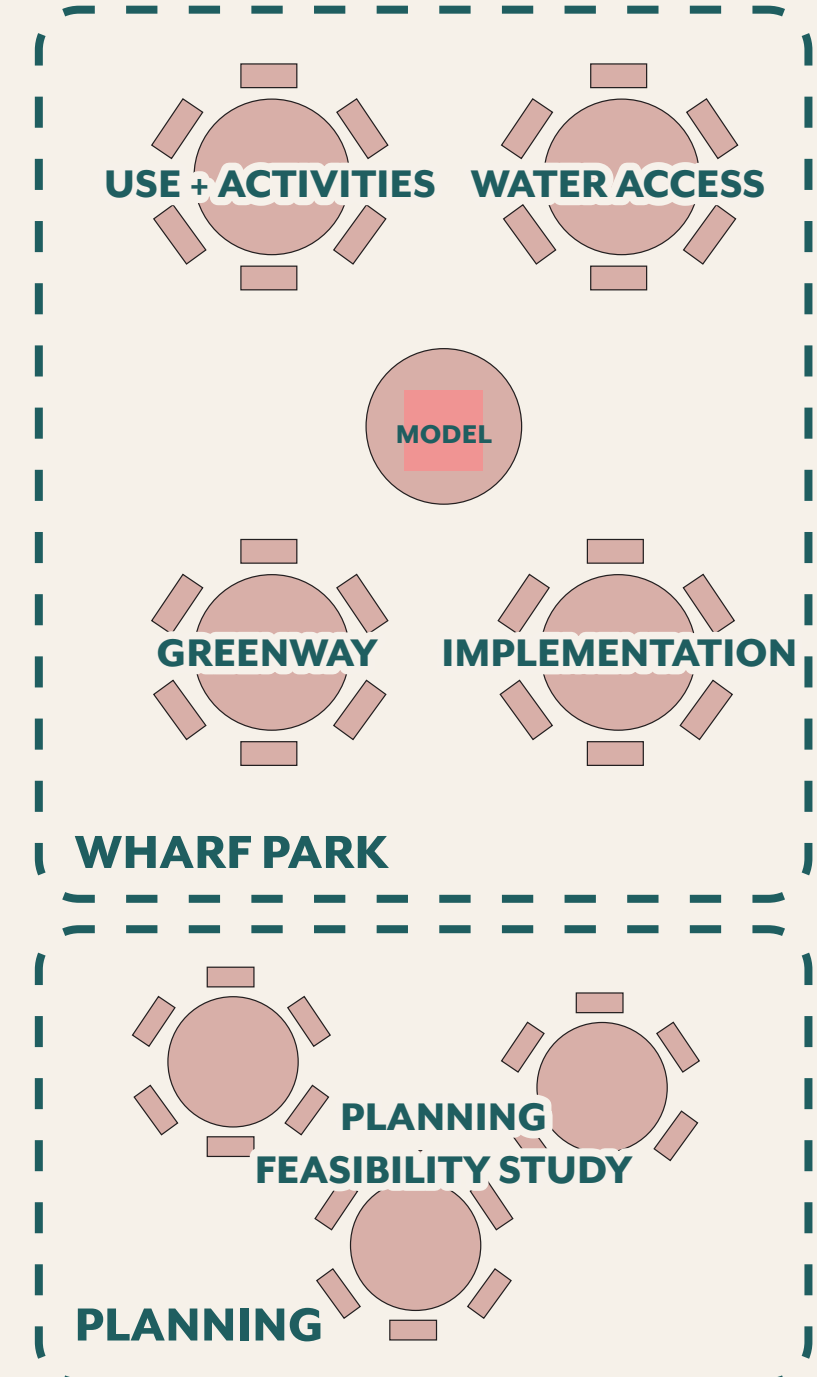 USE + ACTIVITIES
WATER ACCESS
MODEL
GREENWAY
IMPLEMENTATION
WHARF PARK
PLANNING
FEASIBILITY STUDY
PLANNING